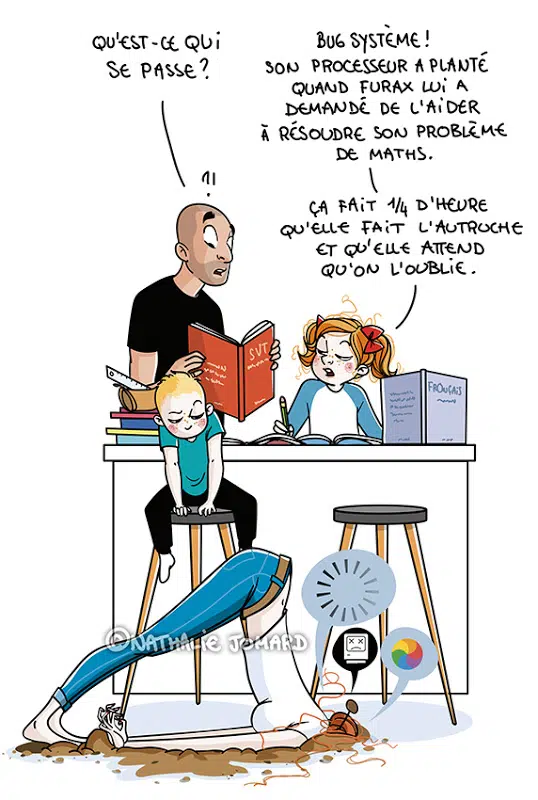 QU'EST-CE QUI
SE PASSE?
BUG SYSTÈME!
SON PROCESSEUR A PLANTÉ
QUAND FURAX LUI A
DEMANDÉ DE L'AIDER
À RÉSOUDRE SON PROBLÈME
DE MATHS.
ÇA FAIT 1/4 D'HEURE
QU'ELLE FAIT L'AUTRUCHE
ET QU'ELLE ATTEND
QU'ON L'OUBLIE.
?!
SVT
FRANÇAIS
©NATHALIE JOMARD